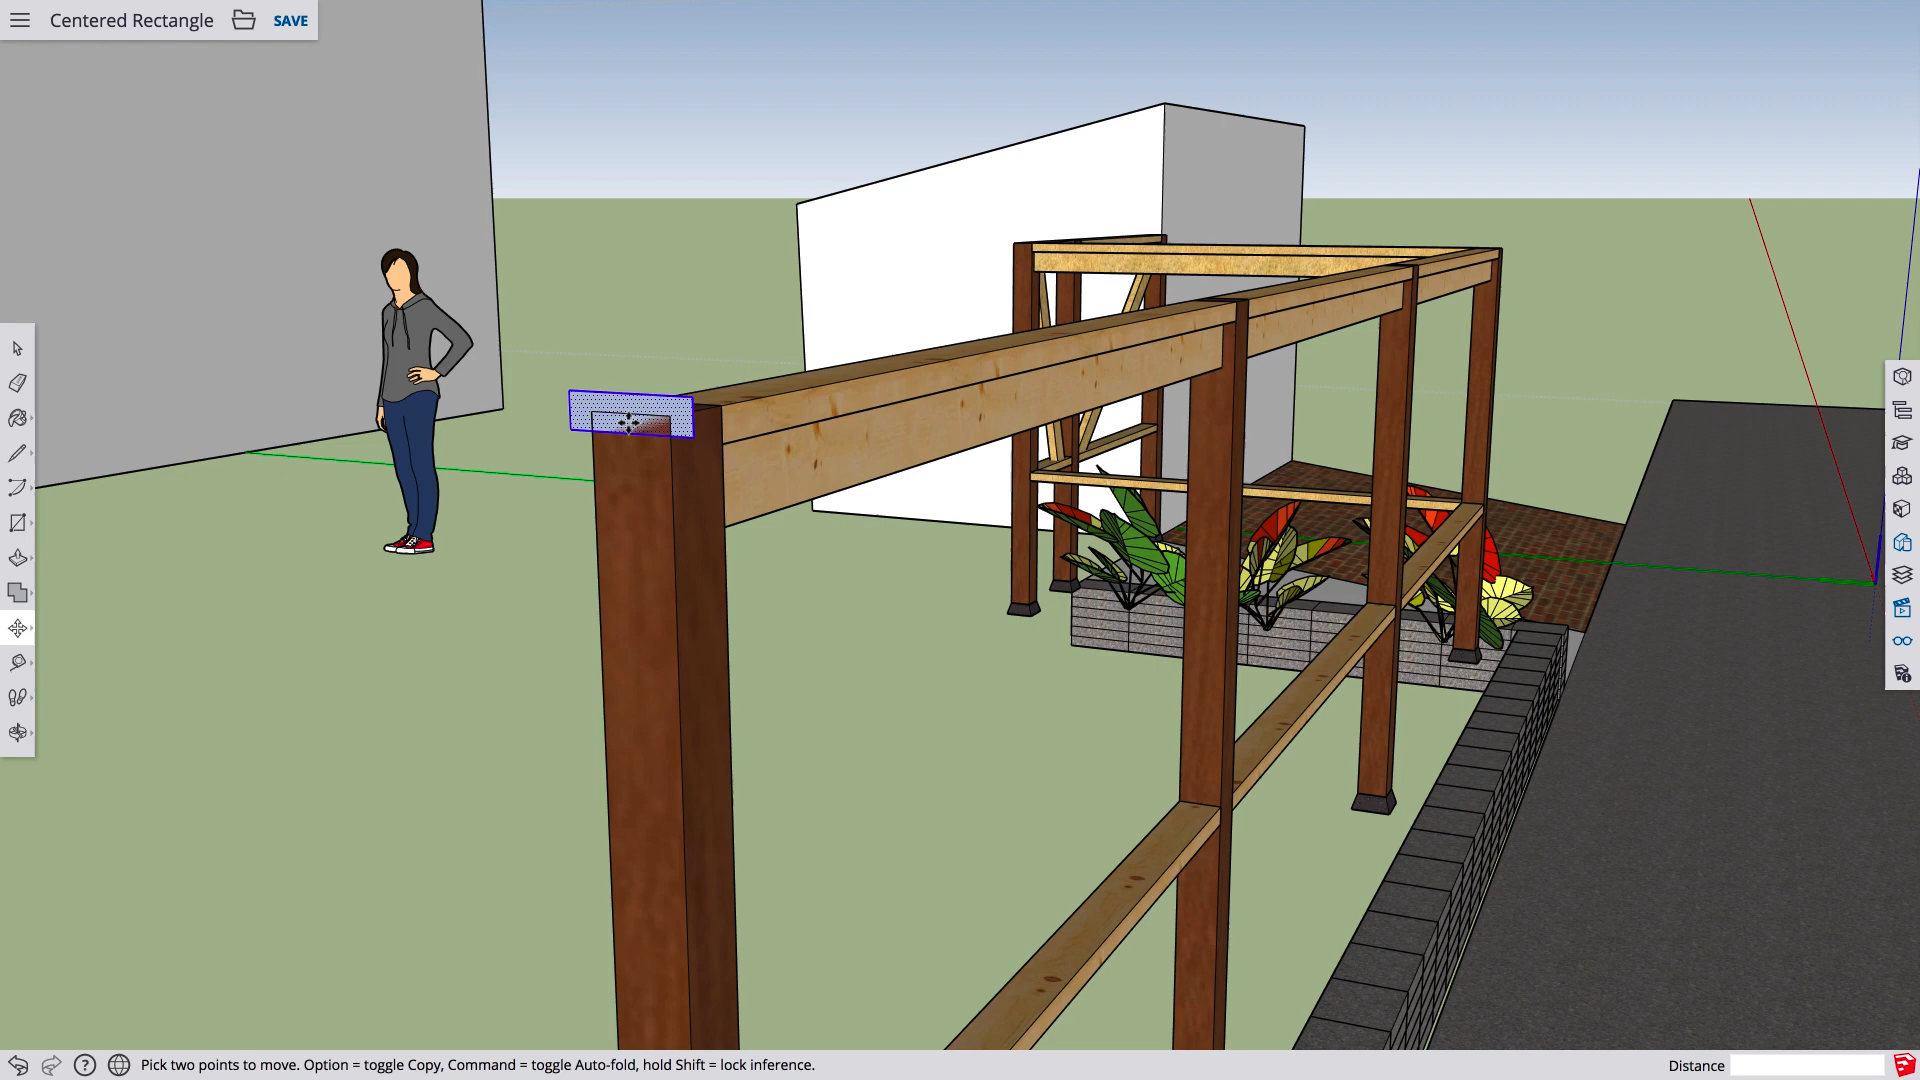 Centered Rectangle SAVE
Pick two points to move. Option = toggle Copy, Command = toggle Auto-fold, hold Shift = lock inference.
Distance